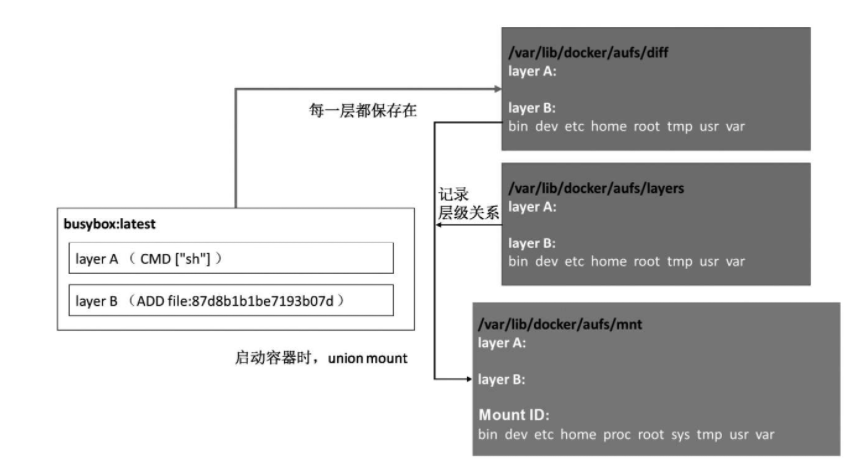 /var/lib/docker/aufs/diff
layer A:
layer B:
bin dev etc home root tmp usr var
每一层都保存在
记录
层级关系
/var/lib/docker/aufs/layers
layer A:
layer B:
bin dev etc home root tmp usr var
busybox:latest
layer A （ CMD ["sh"] ）
layer B （ADD file:87d8b1b1be7193b07d ）
启动容器时，union mount
/var/lib/docker/aufs/mnt
layer A:
layer B:
Mount ID:
bin dev etc home proc root sys tmp usr var